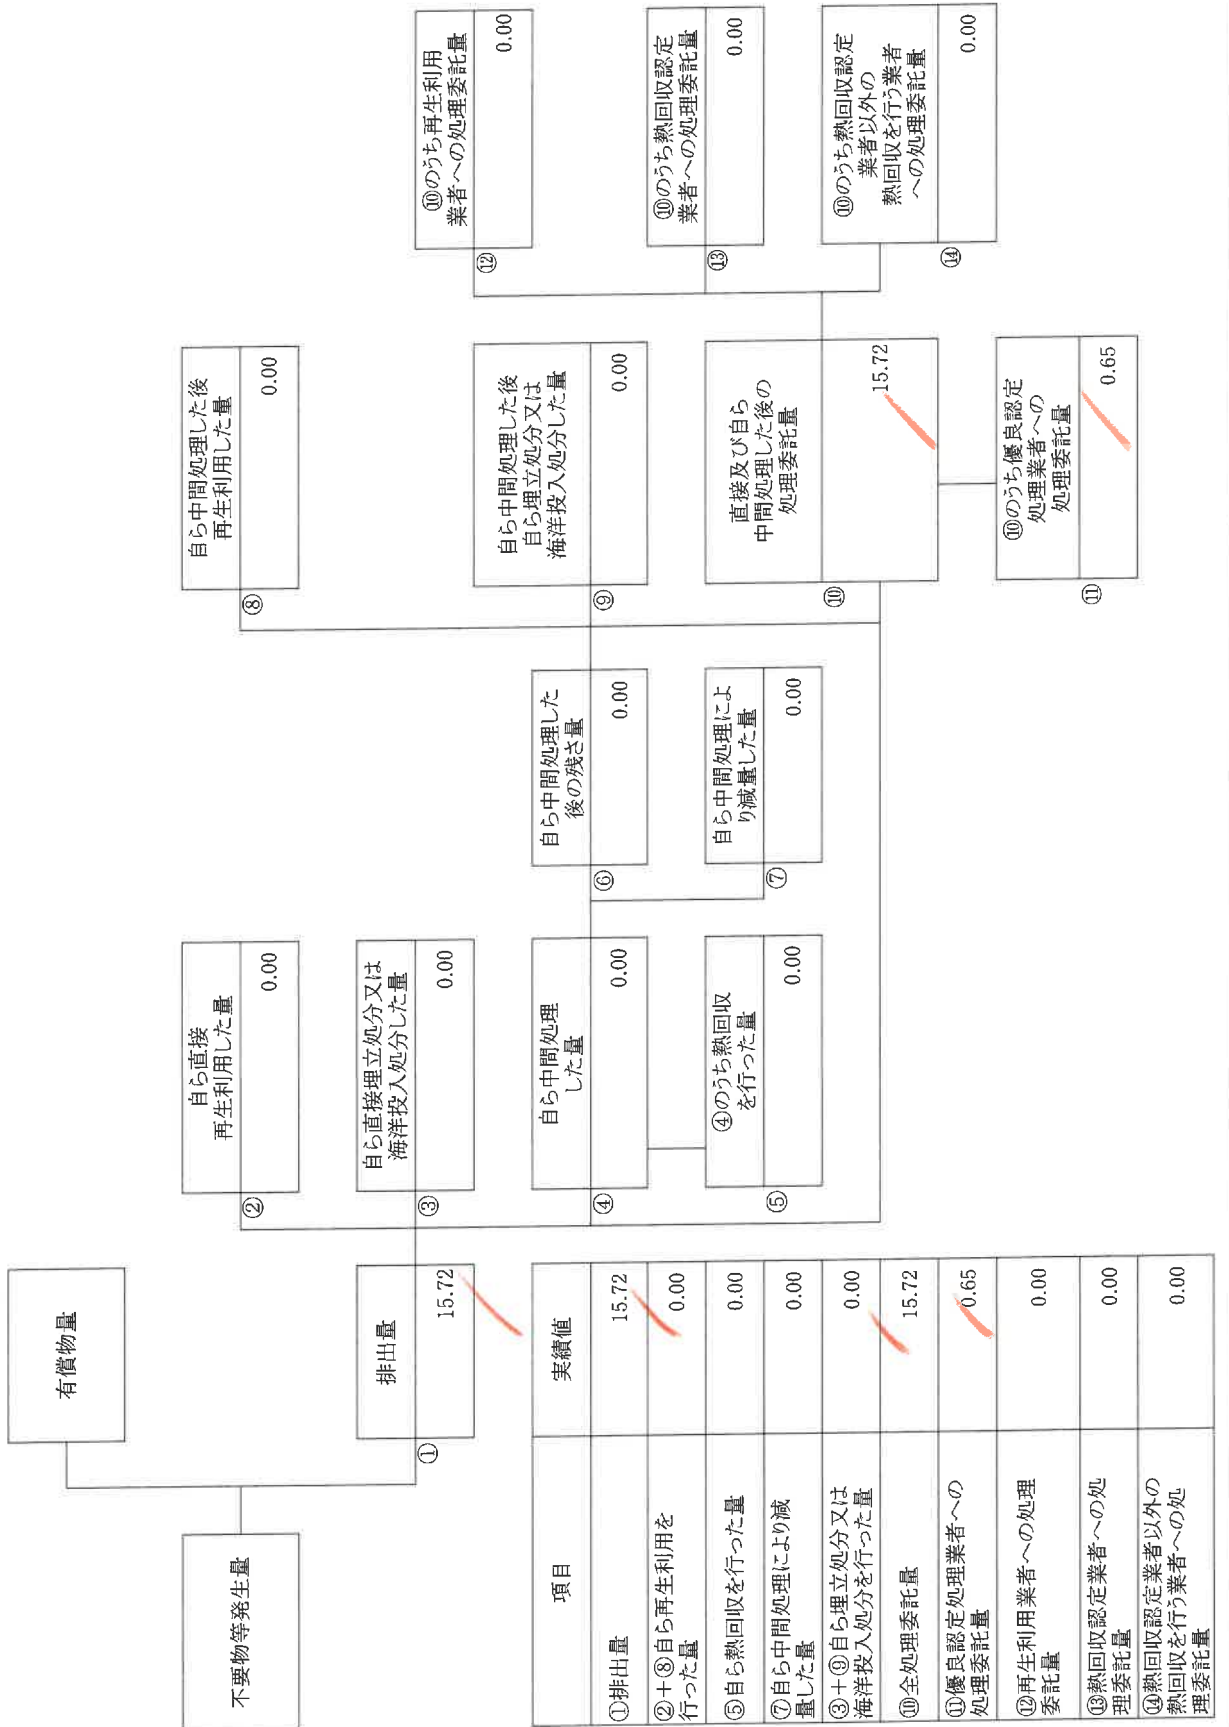 不要物等発生量
有償物量
排出量
①
15.72
自ら直接
再生利用した量
②
0.00
自ら直接埋立処分又は
海洋投入処分した量
③
0.00
自ら中間処理
した量
④
0.00
④のうち熱回収
を行った量
⑤
0.00
自ら中間処理した
後の残さ量
⑥
0.00
自ら中間処理によ
り減量した量
⑦
0.00
自ら中間処理した後
再生利用した量
⑧
0.00
自ら中間処理した後
自ら埋立処分又は
海洋投入処分した量
⑨
0.00
直接及び自ら
中間処理した後の
処理委託量
⑩
15.72
⑩のうち優良認定
処理業者への
処理委託量
⑪
0.65
⑩のうち再生利用
業者への処理委託量
⑫
0.00
⑩のうち熱回収認定
業者への処理委託量
⑬
0.00
⑩のうち熱回収認定
業者以外の
熱回収を行う業者
への処理委託量
⑭
0.00
項目 実績値
①排出量 15.72
②+⑧自ら再生利用を
行った量 0.00
⑤自ら熱回収を行った量 0.00
⑦自ら中間処理により減
量した量 0.00
③+⑨自ら埋立処分又は
海洋投入処分を行った量 0.00
⑩全処理委託量 15.72
⑪優良認定処理業者への
処理委託量 0.65
⑫再生利用業者への処理
委託量 0.00
⑬熱回収認定業者への処
理委託量 0.00
⑭熱回収認定業者以外の
熱回収を行う業者への処
理委託量 0.00